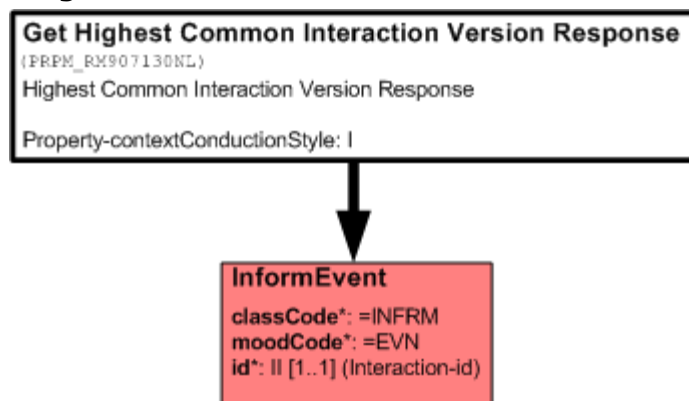 Get Highest Common Interaction Version Response
(PRPM_RM907130NL)
Highest Common Interaction Version Response
Property-contextConductionStyle: I
InformEvent
classCode*: =INFRM
moodCode*: =EVN
id*: II [1..1] (Interaction-id)